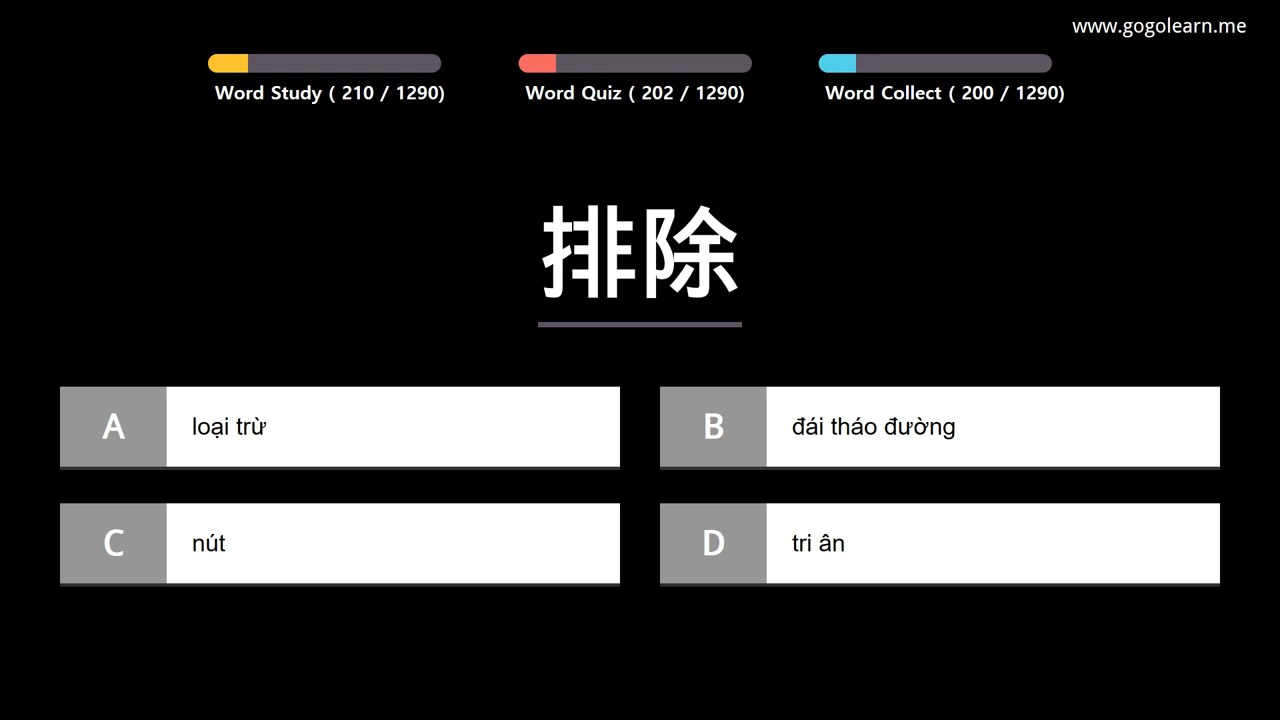 www.gogolearn.me
Word Study ( 210 / 1290)
Word Quiz ( 202 / 1290)
Word Collect ( 200 / 1290)
排除
A loại trừ
B đái tháo đường
C nút
D tri ân